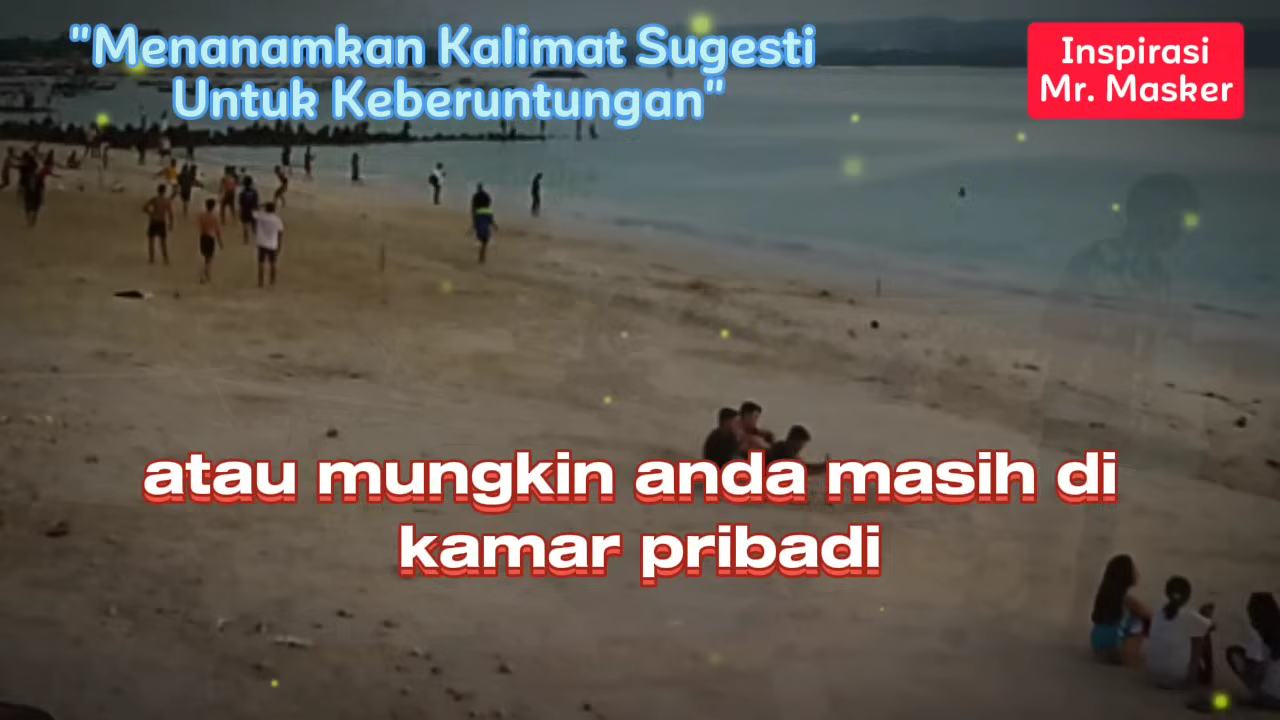 "Menanamkan Kalimat Sugesti
Untuk Keberuntungan"
Inspirasi
Mr. Masker
atau mungkin anda masih di
kamar pribadi